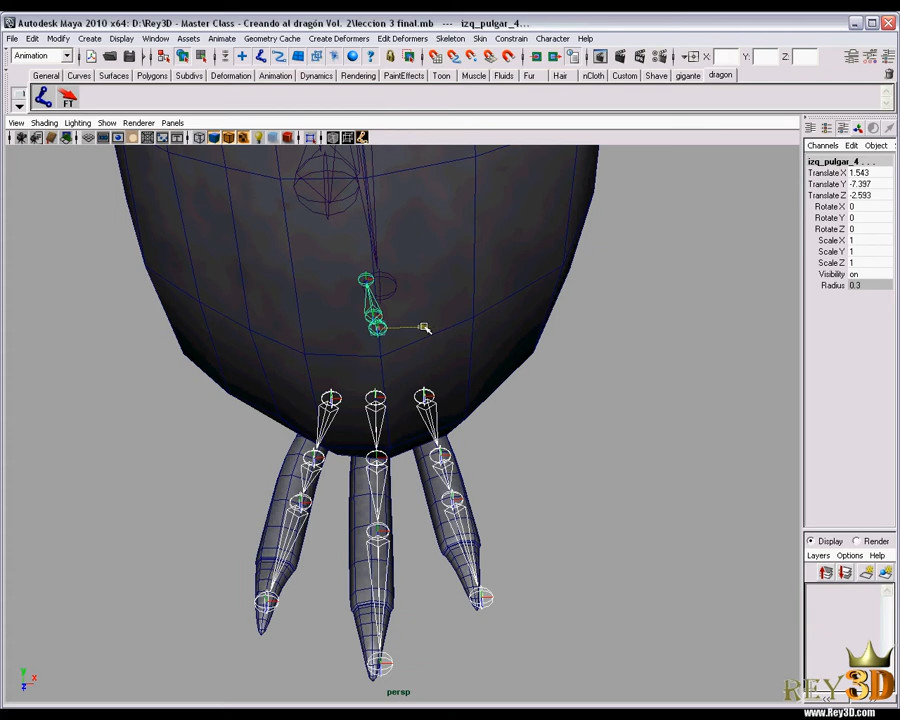 Autodesk Maya 2010 x64: D:\Rey3D - Master Class - Creando al dragón Vol. 2\leccion 3 final.mb --- izq_pulgar_4...
File Edit Modify Create Display Window Assets Animate Geometry Cache Create Deformers Edit Deformers Skeleton Skin Constrain Character Help
Animation X: Y: Z:
General Curves Surfaces Polygons Subdivs Deformation Animation Dynamics Rendering PaintEffects Toon Muscle Fluids Fur Hair nCloth Custom Shave gigante dragon
FT
View Shading Lighting Show Renderer Panels
Channels Edit Object
izq_pulgar_4 . . .
Translate X 1.543
Translate Y -7.397
Translate Z -2.593
Rotate X 0
Rotate Y 0
Rotate Z 0
Scale X 1
Scale Y 1
Scale Z 1
Visibility on
Radius 0.3
Display Render
Layers Options Help
y
x
z
persp
REY3D
www.Rey3D.com